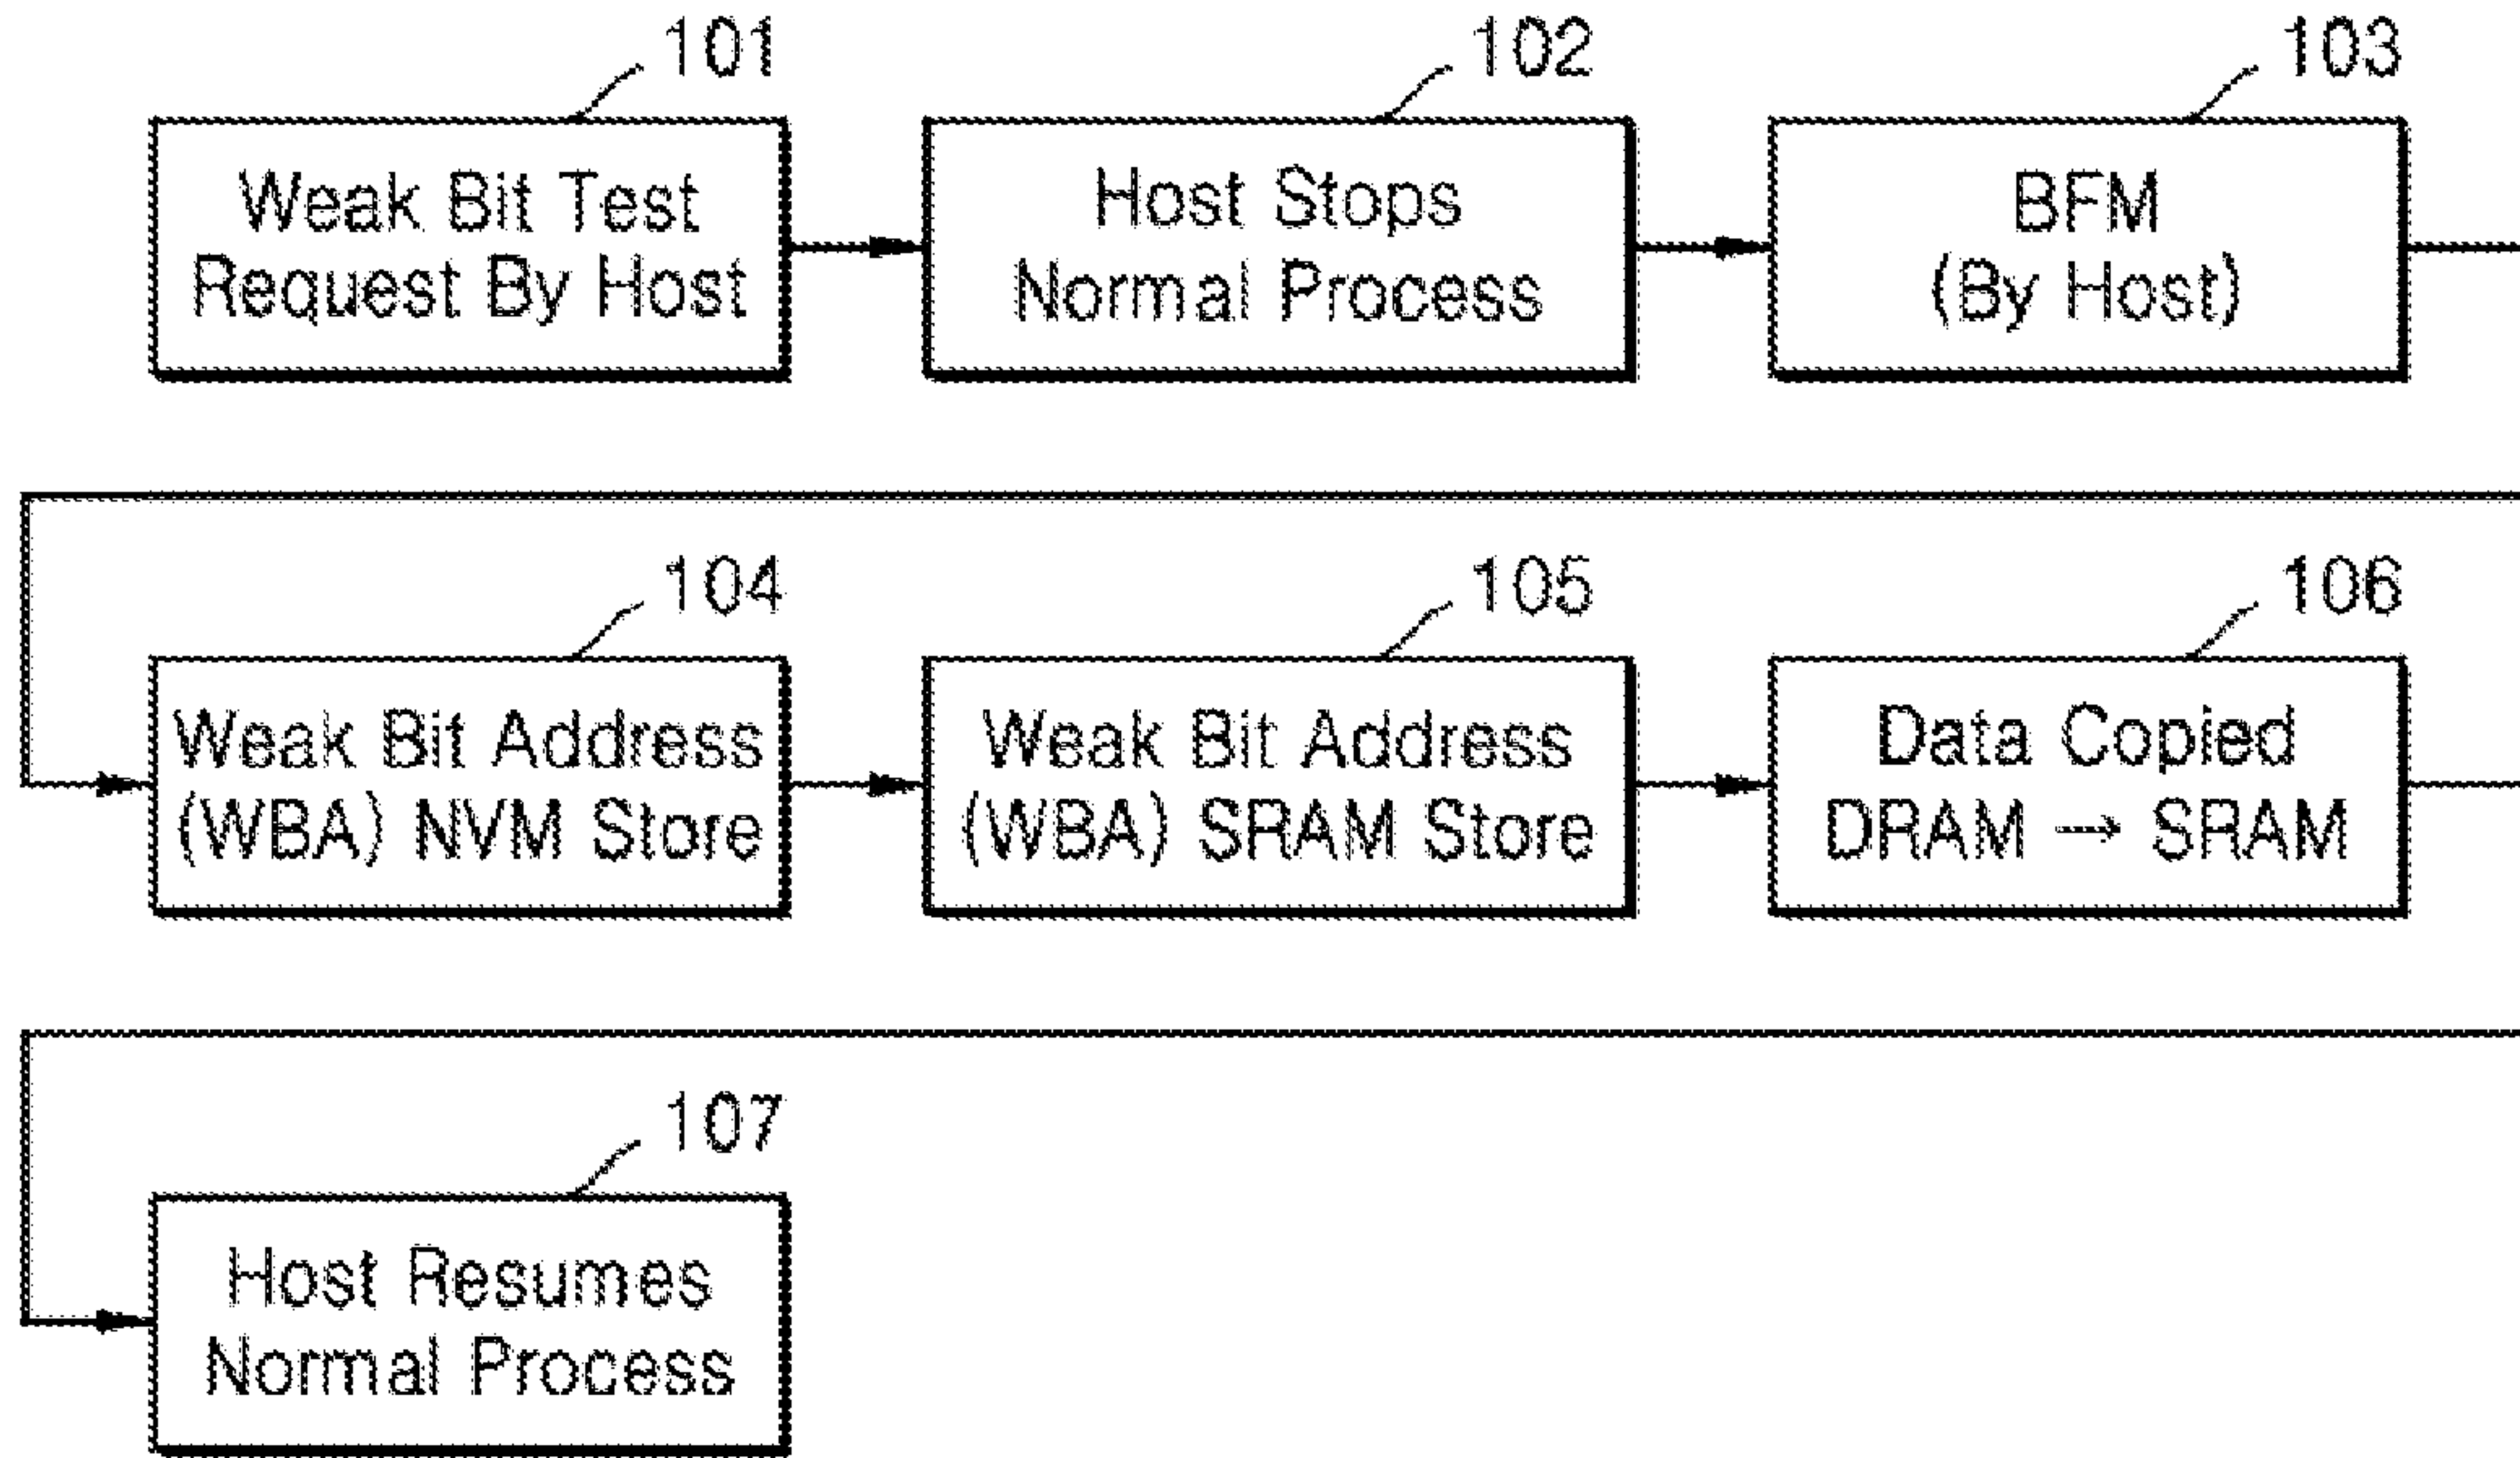 101
Weak Bit Test
Request By Host
102
Host Stops
Normal Process
103
BFM
(By Host)
104
Weak Bit Address
(WBA) NVM Store
105
Weak Bit Address
(WBA) SRAM Store
106
Data Copied
DRAM → SRAM
107
Host Resumes
Normal Process